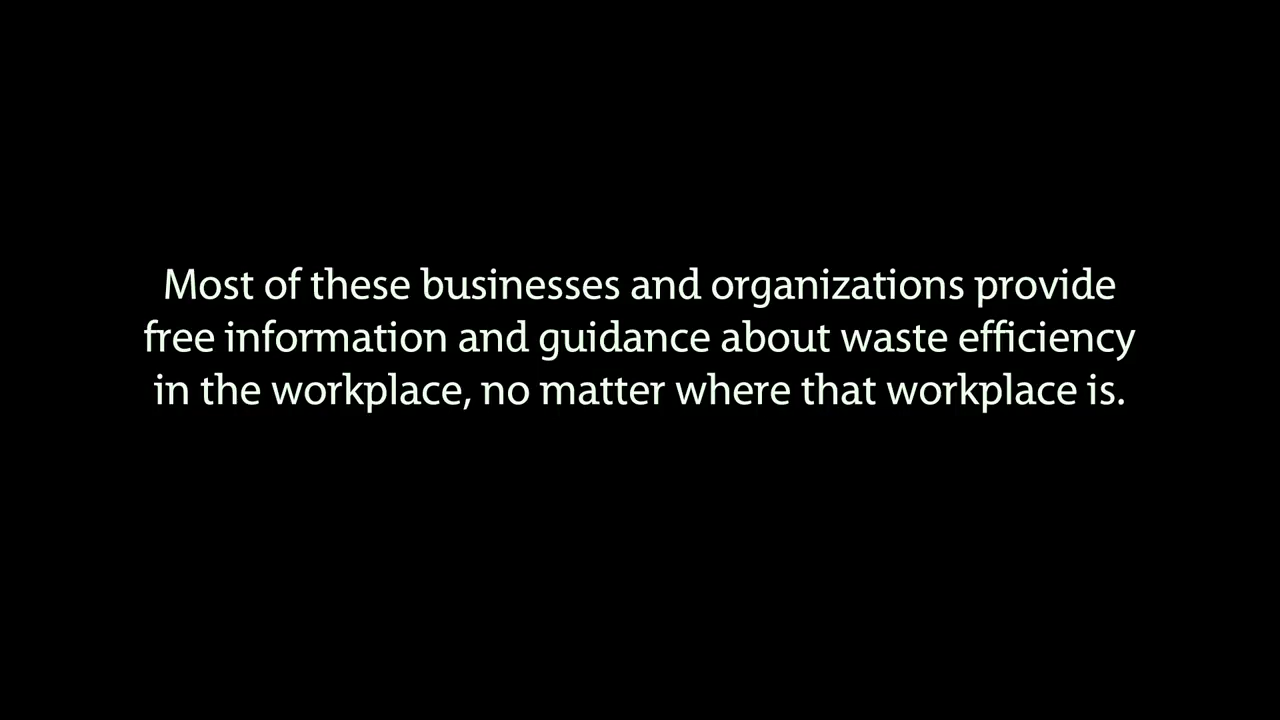 Most of these businesses and organizations provide
free information and guidance about waste efficiency
in the workplace, no matter where that workplace is.